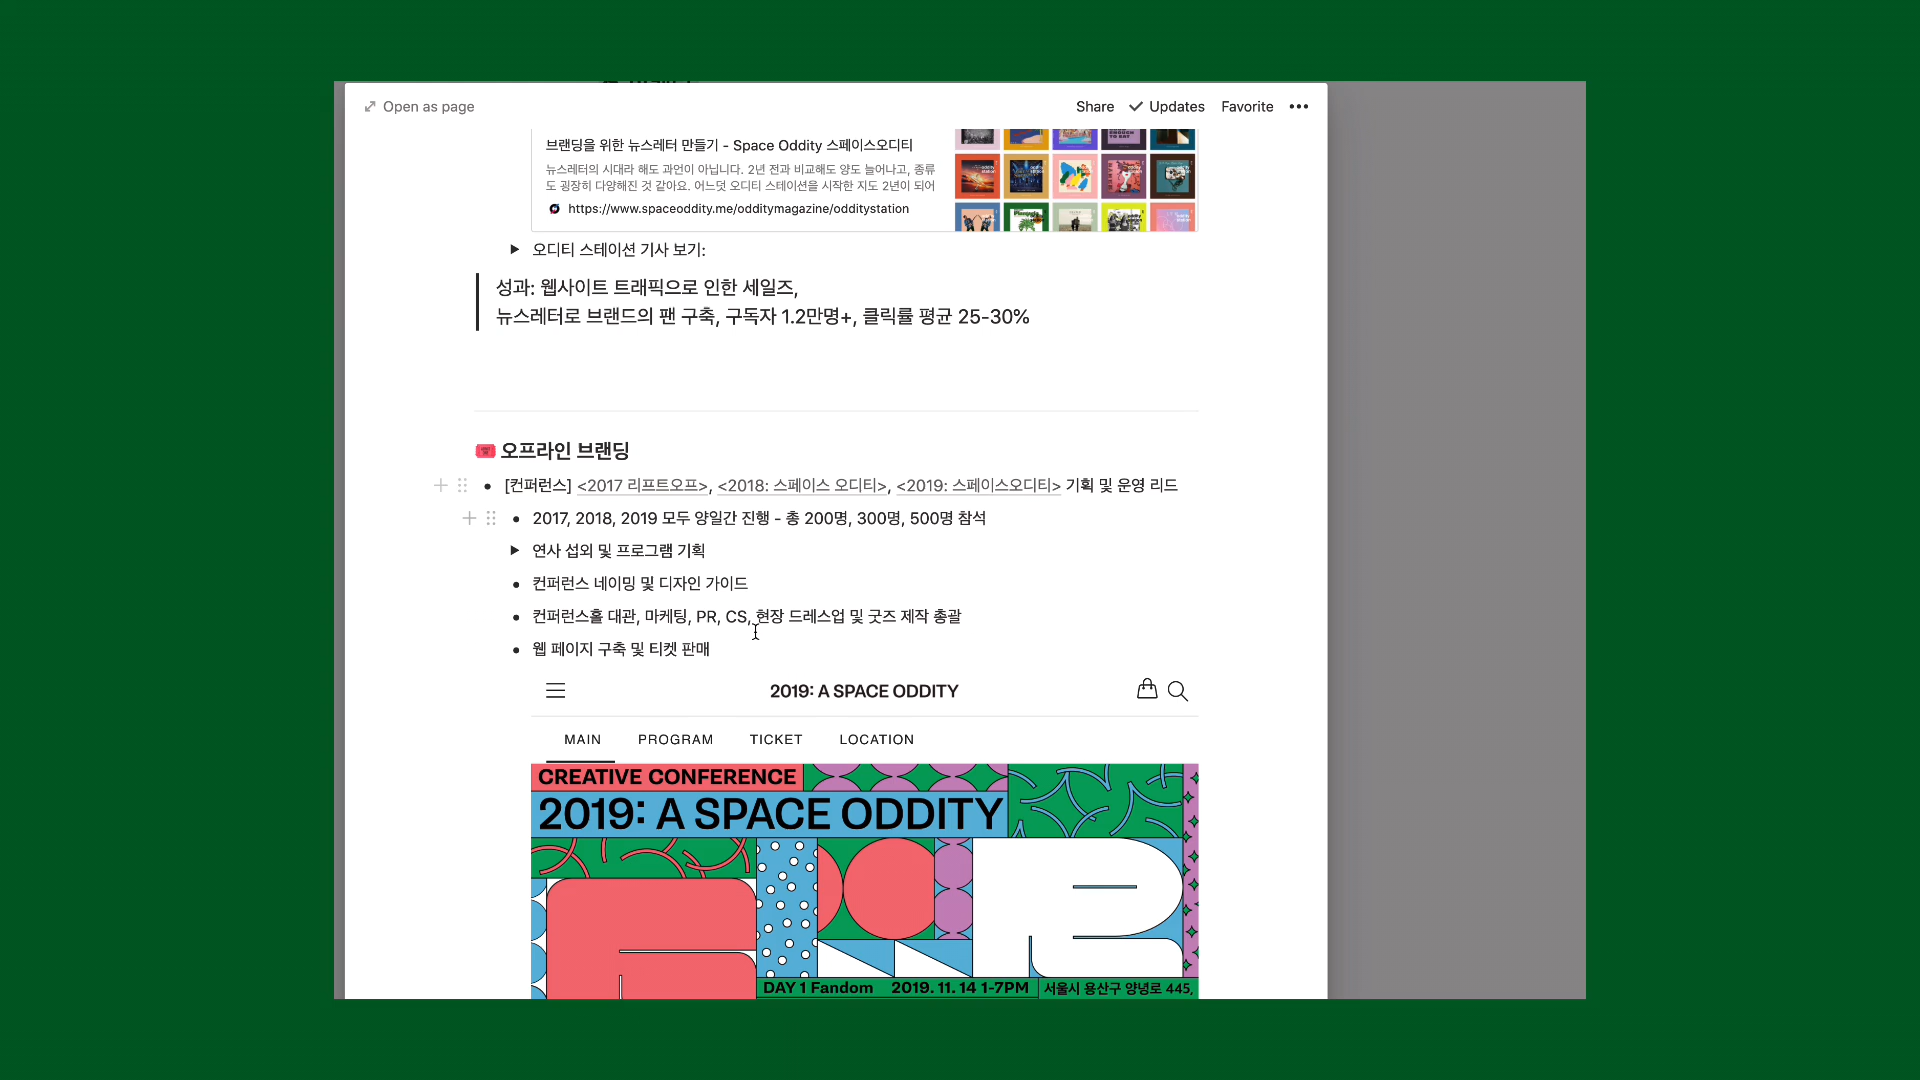 Open as page
Share
Updates
Favorite
브랜딩을 위한 뉴스레터 만들기 - Space Oddity 스페이스오디티
뉴스레터의 시대라 해도 과언이 아닙니다. 2년 전과 비교해도 양도 늘어나고, 종류
도 굉장히 다양해진 것 같아요. 어느덧 오디티 스테이션을 시작한 지도 2년이 되어
https://www.spaceoddity.me/odditymagazine/odditystation
오디티 스테이션 기사 보기:
성과: 웹사이트 트래픽으로 인한 세일즈,
뉴스레터로 브랜드의 팬 구축, 구독자 1.2만명+, 클릭률 평균 25-30%
오프라인 브랜딩
[컨퍼런스] <2017 리프트오프>, <2018: 스페이스 오디티>, <2019: 스페이스오디티> 기획 및 운영 리드
2017, 2018, 2019 모두 양일간 진행 - 총 200명, 300명, 500명 참석
연사 섭외 및 프로그램 기획
컨퍼런스 네이밍 및 디자인 가이드
컨퍼런스홀 대관, 마케팅, PR, CS, 현장 드레스업 및 굿즈 제작 총괄
웹 페이지 구축 및 티켓 판매
2019: A SPACE ODDITY
MAIN PROGRAM TICKET LOCATION
CREATIVE CONFERENCE
2019: A SPACE ODDITY
DAY 1 Fandom 2019. 11. 14 1-7PM 서울시 용산구 양녕로 445,